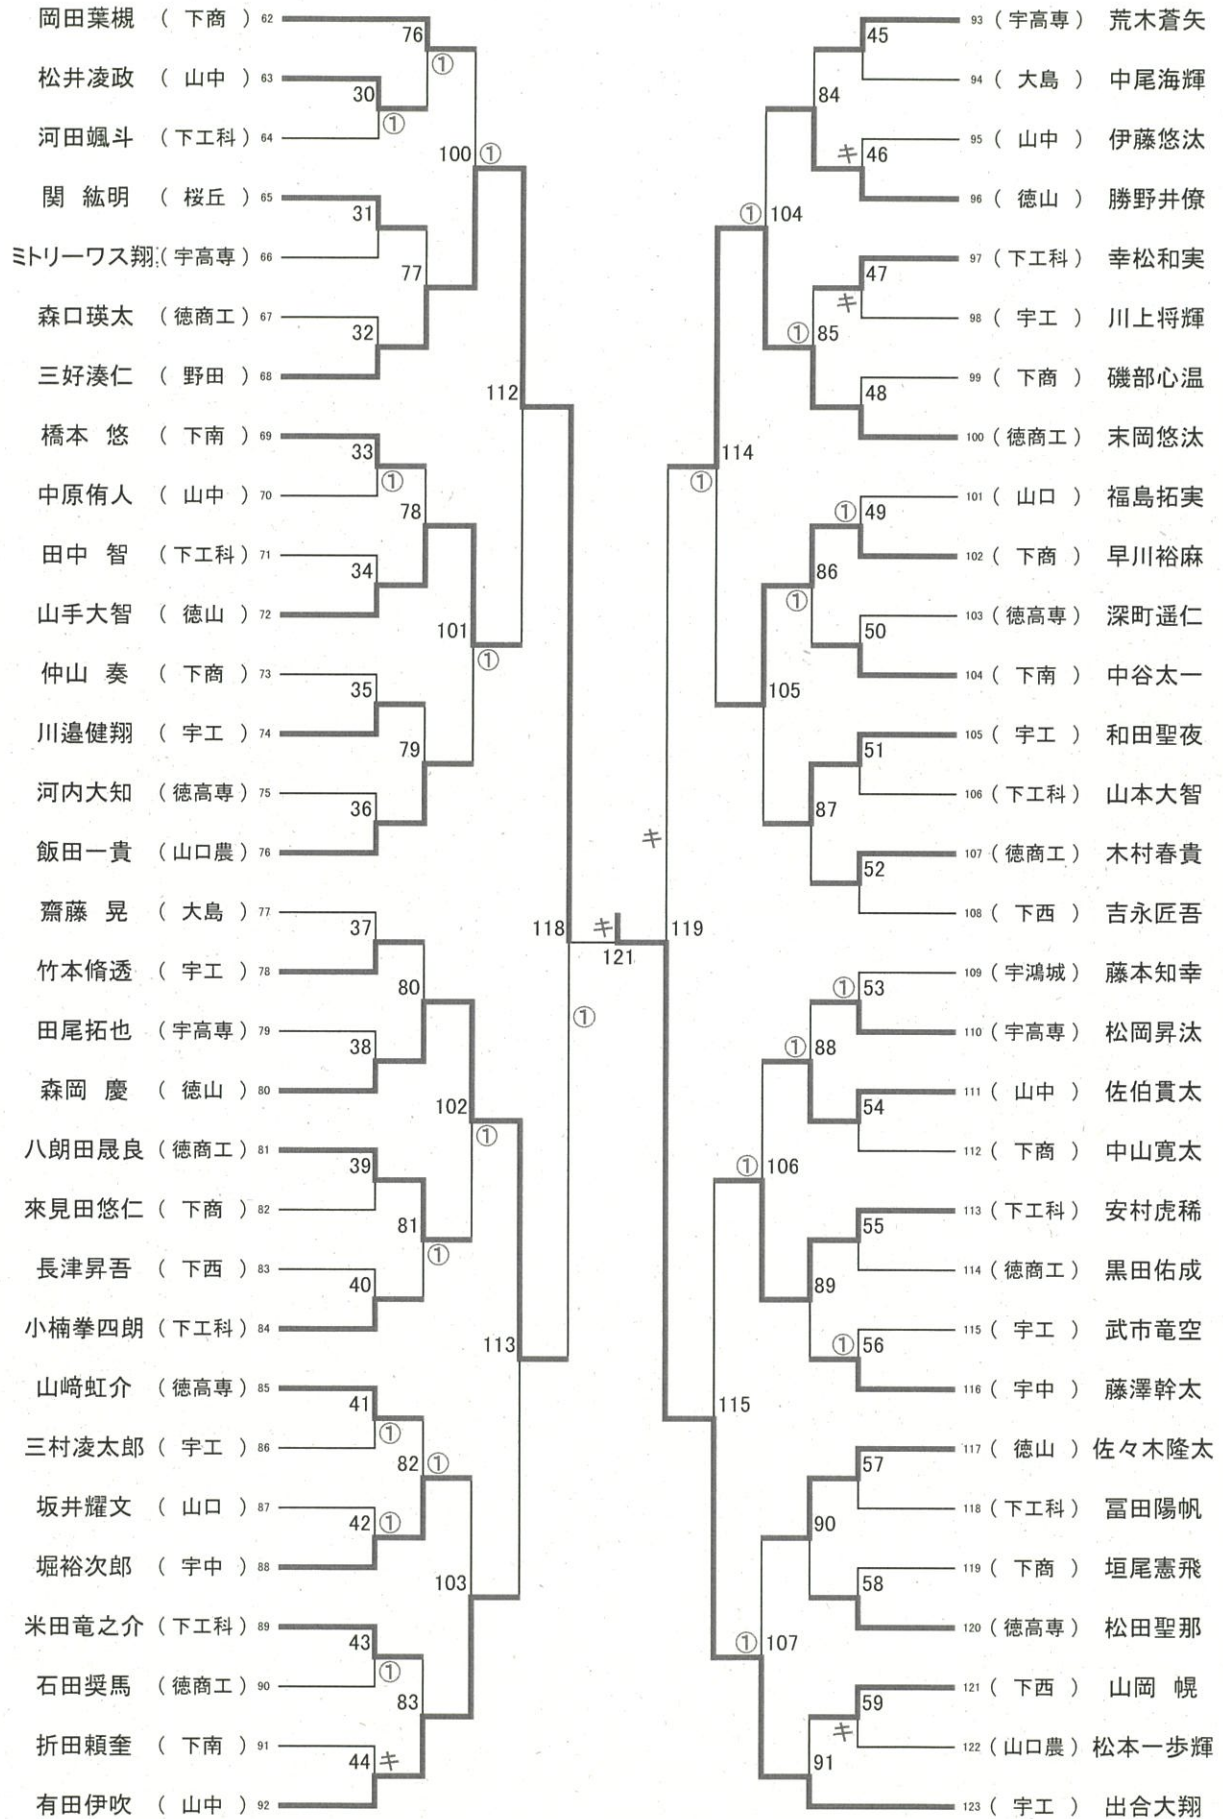 岡田葉槻 （ 下商 ） 62
松井凌政 （ 山中 ） 63
河田颯斗 （下工科） 64
関 紘明 （ 桜丘 ） 65
ミトリーワス翔 （宇高専） 66
森口瑛太 （徳商工） 67
三好湊仁 （ 野田 ） 68
橋本 悠 （ 下南 ） 69
中原侑人 （ 山中 ） 70
田中 智 （下工科） 71
山手大智 （ 徳山 ） 72
仲山 奏 （ 下商 ） 73
川邉健翔 （ 宇工 ） 74
河内大知 （徳高専） 75
飯田一貴 （山口農） 76
齋藤 晃 （ 大島 ） 77
竹本脩透 （ 宇工 ） 78
田尾拓也 （宇高専） 79
森岡 慶 （ 徳山 ） 80
八朗田晟良 （徳商工） 81
來見田悠仁 （ 下商 ） 82
長津昇吾 （ 下西 ） 83
小楠拳四朗 （下工科） 84
山﨑虹介 （徳高専） 85
三村凌太郎 （ 宇工 ） 86
坂井耀文 （ 山口 ） 87
堀裕次郎 （ 宇中 ） 88
米田竜之介 （下工科） 89
石田奨馬 （徳商工） 90
折田頼奎 （ 下南 ） 91
有田伊吹 （ 山中 ） 92
76 ①
30 ①
100 ①
31
77
32
112
33 ①
78
34
101 ①
35
79
36
37
118
80
38
①
102 ①
39
81 ①
40
113
41 ①
82 ①
42 ①
103
43 ①
83
44 キ
キ
121
キ
119
45
84
キ 46
① 104
47
キ
① 85
48
114
①
① 49
86
①
50
105
51
87
52
① 53
① 88
54
① 106
55
89
① 56
115
57
90
58
① 107
59
キ
91
93 （宇高専） 荒木蒼矢
94 （ 大島 ） 中尾海輝
95 （ 山中 ） 伊藤悠汰
96 （ 徳山 ） 勝野井僚
97 （下工科） 幸松和実
98 （ 宇工 ） 川上将輝
99 （ 下商 ） 磯部心温
100 （徳商工） 末岡悠汰
101 （ 山口 ） 福島拓実
102 （ 下商 ） 早川裕麻
103 （徳高専） 深町遥仁
104 （ 下南 ） 中谷太一
105 （ 宇工 ） 和田聖夜
106 （下工科） 山本大智
107 （徳商工） 木村春貴
108 （ 下西 ） 吉永匠吾
109 （宇鴻城） 藤本知幸
110 （宇高専） 松岡昇汰
111 （ 山中 ） 佐伯貫太
112 （ 下商 ） 中山寛太
113 （下工科） 安村虎稀
114 （徳商工） 黒田佑成
115 （ 宇工 ） 武市竜空
116 （ 宇中 ） 藤澤幹太
117 （ 徳山 ） 佐々木隆太
118 （下工科） 冨田陽帆
119 （ 下商 ） 垣尾憲飛
120 （徳高専） 松田聖那
121 （ 下西 ） 山岡 幌
122 （山口農） 松本一歩輝
123 （ 宇工 ） 出合大翔